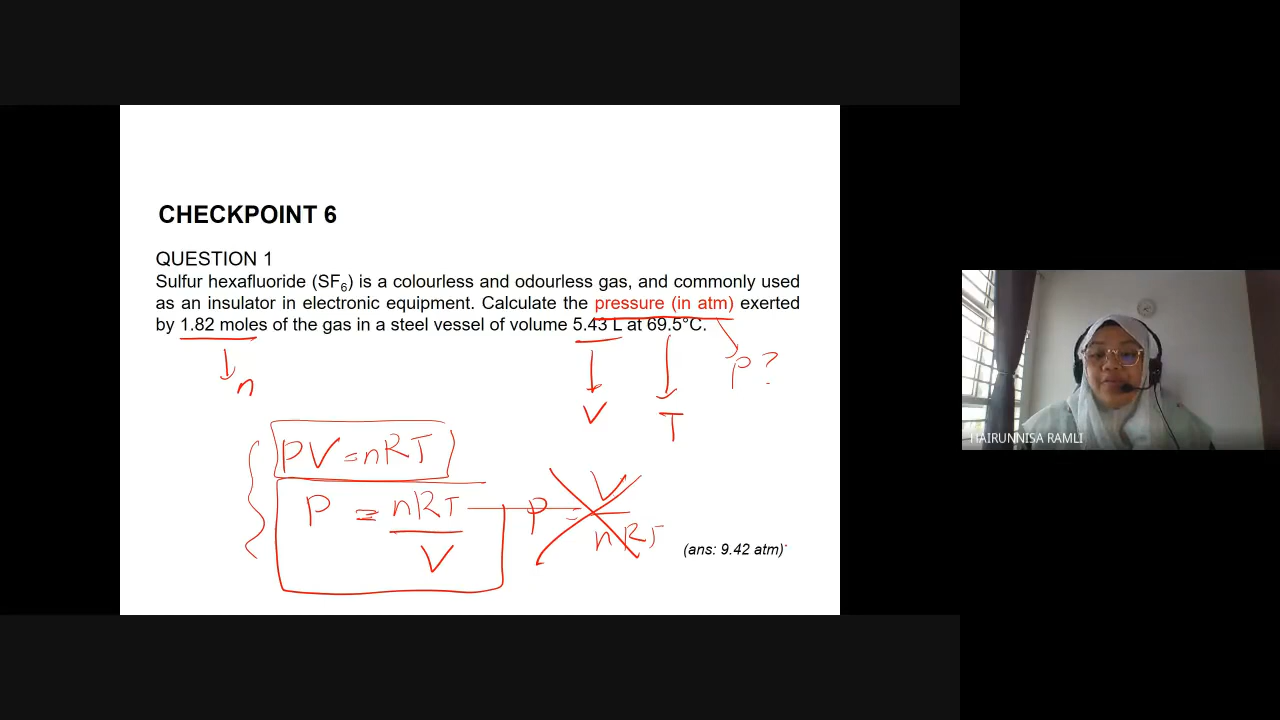 CHECKPOINT 6
QUESTION 1
Sulfur hexafluoride (SF6) is a colourless and odourless gas, and commonly used
as an insulator in electronic equipment. Calculate the pressure (in atm) exerted
by 1.82 moles of the gas in a steel vessel of volume 5.43 L at 69.5°C.
n
V
T
P?
PV = nRT
P = nRT
V
P = V
nRT
(ans: 9.42 atm)
HAIRUNNISA RAMLI